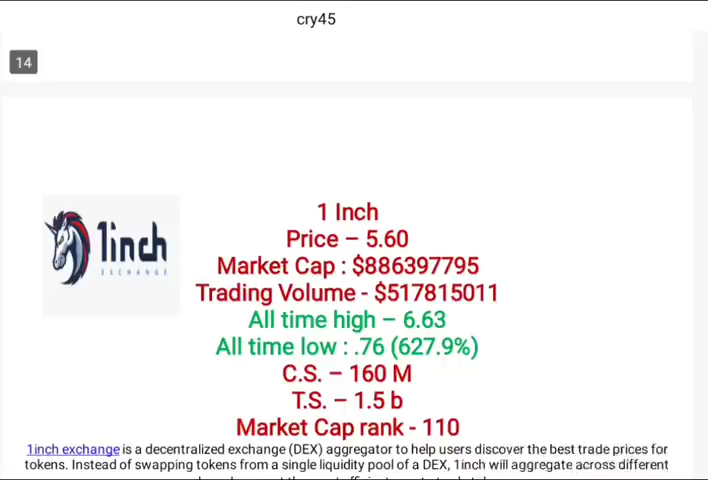 cry45
14
1inch
EXCHANGE
1 Inch
Price – 5.60
Market Cap : $886397795
Trading Volume - $517815011
All time high – 6.63
All time low : .76 (627.9%)
C.S. – 160 M
T.S. – 1.5 b
Market Cap rank - 110
1inch exchange is a decentralized exchange (DEX) aggregator to help users discover the best trade prices for
tokens. Instead of swapping tokens from a single liquidity pool of a DEX, 1inch will aggregate across different